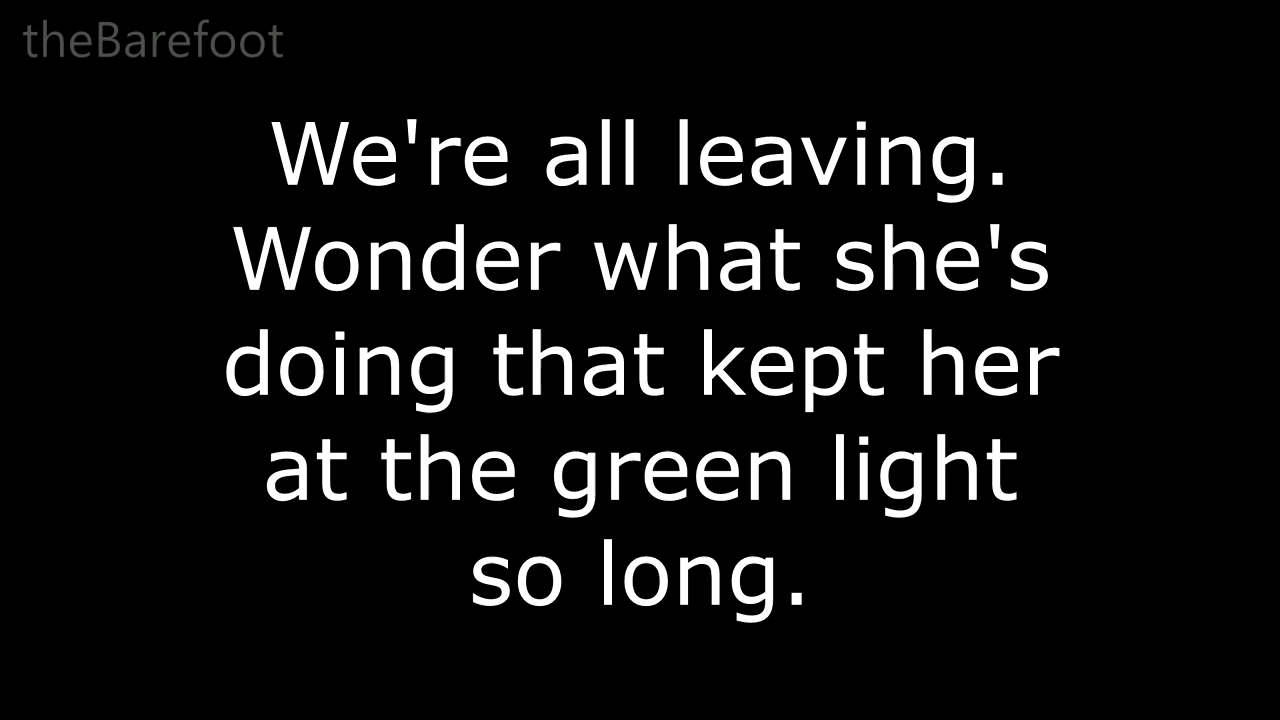 theBarefoot
We're all leaving.
Wonder what she's
doing that kept her
at the green light
so long.